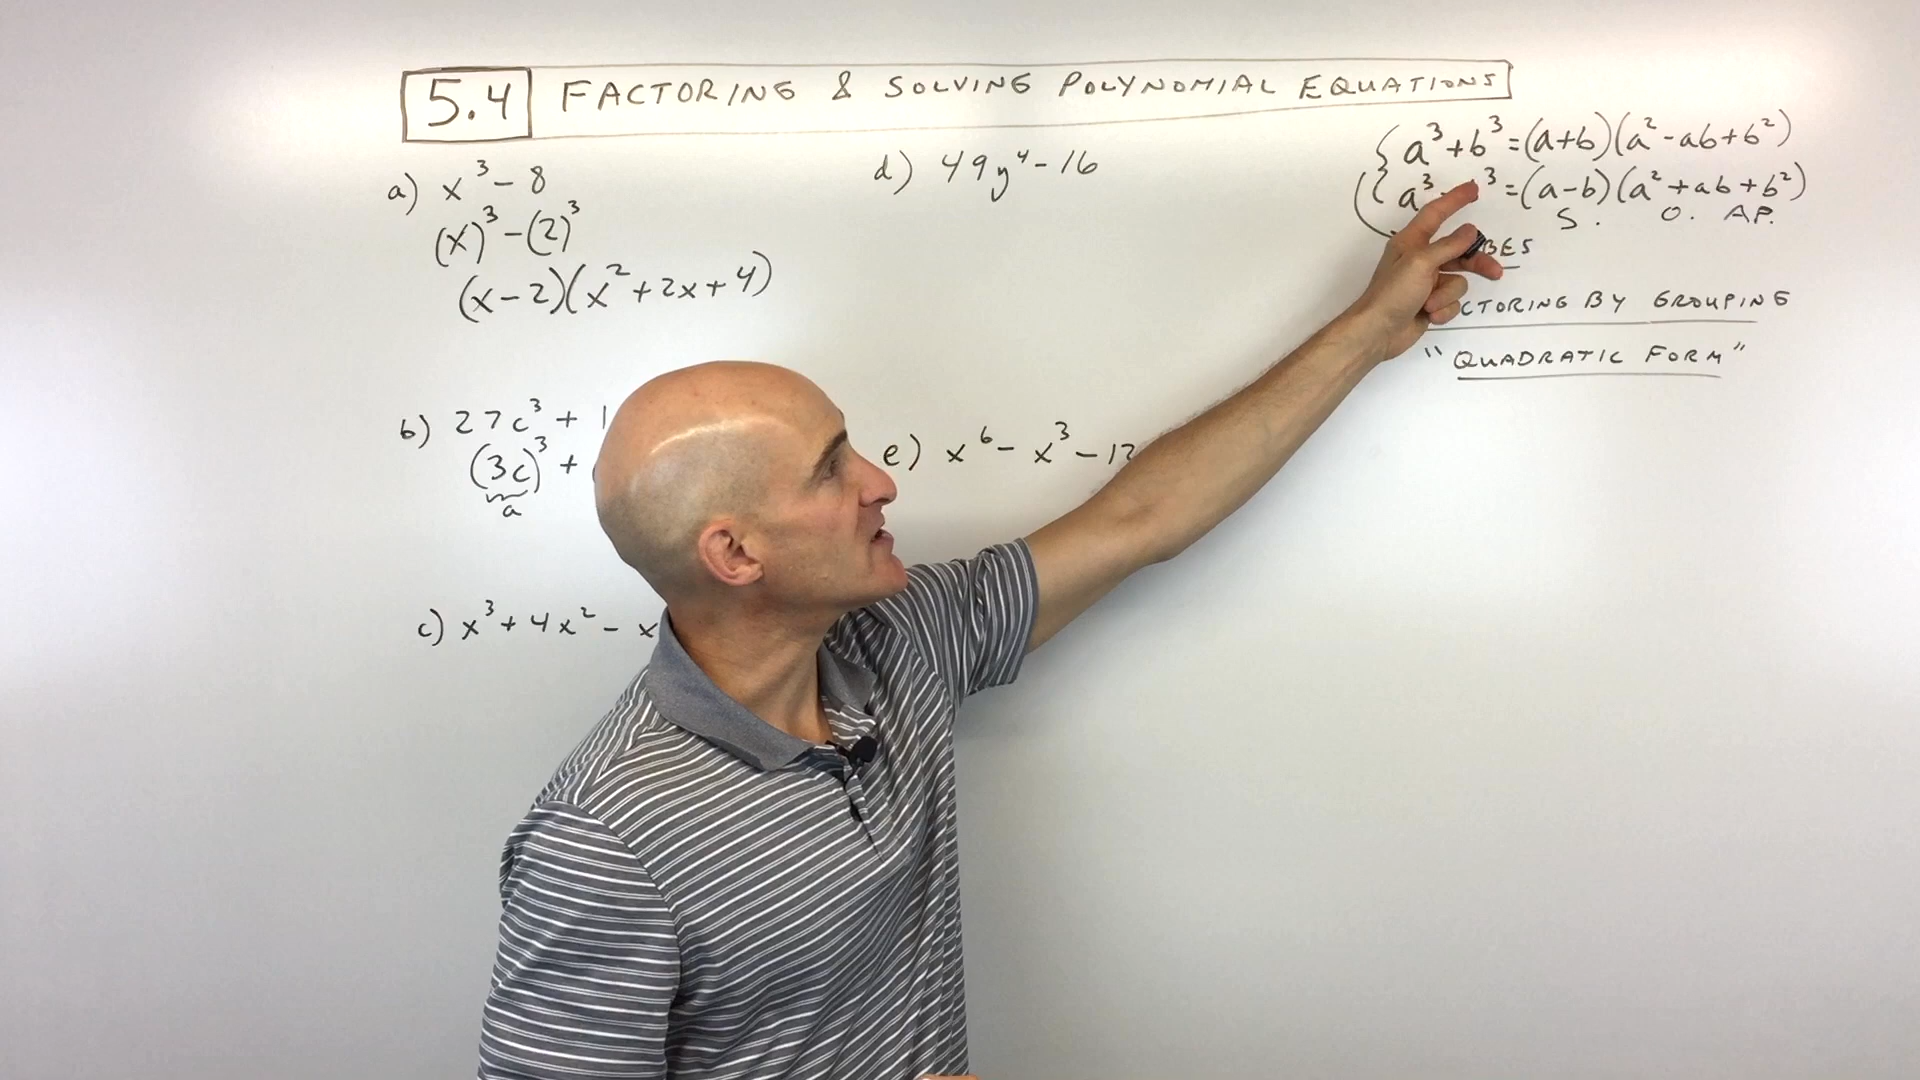 5.4 FACTORING & SOLVING POLYNOMIAL EQUATIONS
a) x³ - 8
(x)³ - (2)³
(x-2)(x²+2x+4)
b) 27c³ + 1
(3c)³ +
a
c) x³ + 4x² - x
d) 49y⁴ - 16
e) x⁶ - x³ - 12
a³+b³=(a+b)(a²-ab+b²)
a³ - ³=(a-b)(a²+ab+b²)
S. O. AP.
BES
CTORING BY GROUPING
"QUADRATIC FORM"